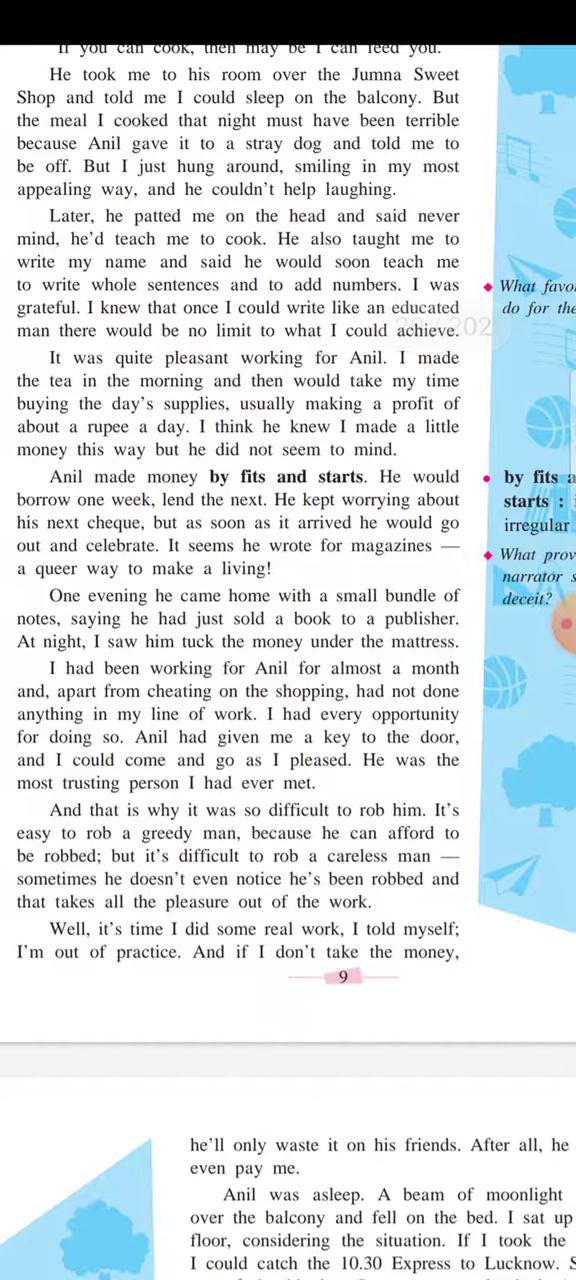 If you can cook, then may be I can feed you.
He took me to his room over the Jumna Sweet
Shop and told me I could sleep on the balcony. But
the meal I cooked that night must have been terrible
because Anil gave it to a stray dog and told me to
be off. But I just hung around, smiling in my most
appealing way, and he couldn't help laughing.
Later, he patted me on the head and said never
mind, he'd teach me to cook. He also taught me to
write my name and said he would soon teach me
to write whole sentences and to add numbers. I was
grateful. I knew that once I could write like an educated
man there would be no limit to what I could achieve.
It was quite pleasant working for Anil. I made
the tea in the morning and then would take my time
buying the day's supplies, usually making a profit of
about a rupee a day. I think he knew I made a little
money this way but he did not seem to mind.
Anil made money by fits and starts. He would
borrow one week, lend the next. He kept worrying about
his next cheque, but as soon as it arrived he would go
out and celebrate. It seems he wrote for magazines —
a queer way to make a living!
One evening he came home with a small bundle of
notes, saying he had just sold a book to a publisher.
At night, I saw him tuck the money under the mattress.
I had been working for Anil for almost a month
and, apart from cheating on the shopping, had not done
anything in my line of work. I had every opportunity
for doing so. Anil had given me a key to the door,
and I could come and go as I pleased. He was the
most trusting person I had ever met.
And that is why it was so difficult to rob him. It's
easy to rob a greedy man, because he can afford to
be robbed; but it's difficult to rob a careless man —
sometimes he doesn't even notice he's been robbed and
that takes all the pleasure out of the work.
Well, it's time I did some real work, I told myself;
I'm out of practice. And if I don't take the money,
◆ What
do for the
• by fits
starts :
irregular
◆ What
narrator
deceit?
9
he'll only waste it on his friends. After all, he
even pay me.
Anil was asleep. A beam of moonlight
over the balcony and fell on the bed. I sat up
floor, considering the situation. If I took the
I could catch the 10.30 Express to Lucknow.